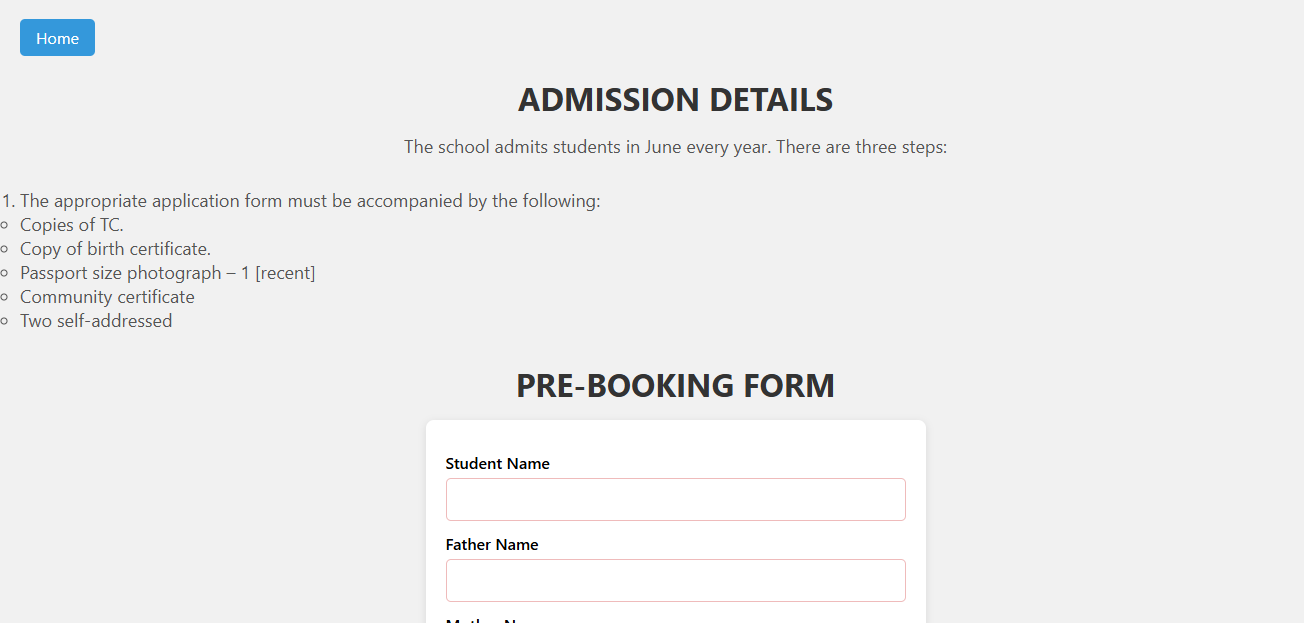 Home
ADMISSION DETAILS
The school admits students in June every year. There are three steps:
1. The appropriate application form must be accompanied by the following:
Copies of TC.
Copy of birth certificate.
Passport size photograph – 1 [recent]
Community certificate
Two self-addressed
PRE-BOOKING FORM
Student Name
Father Name